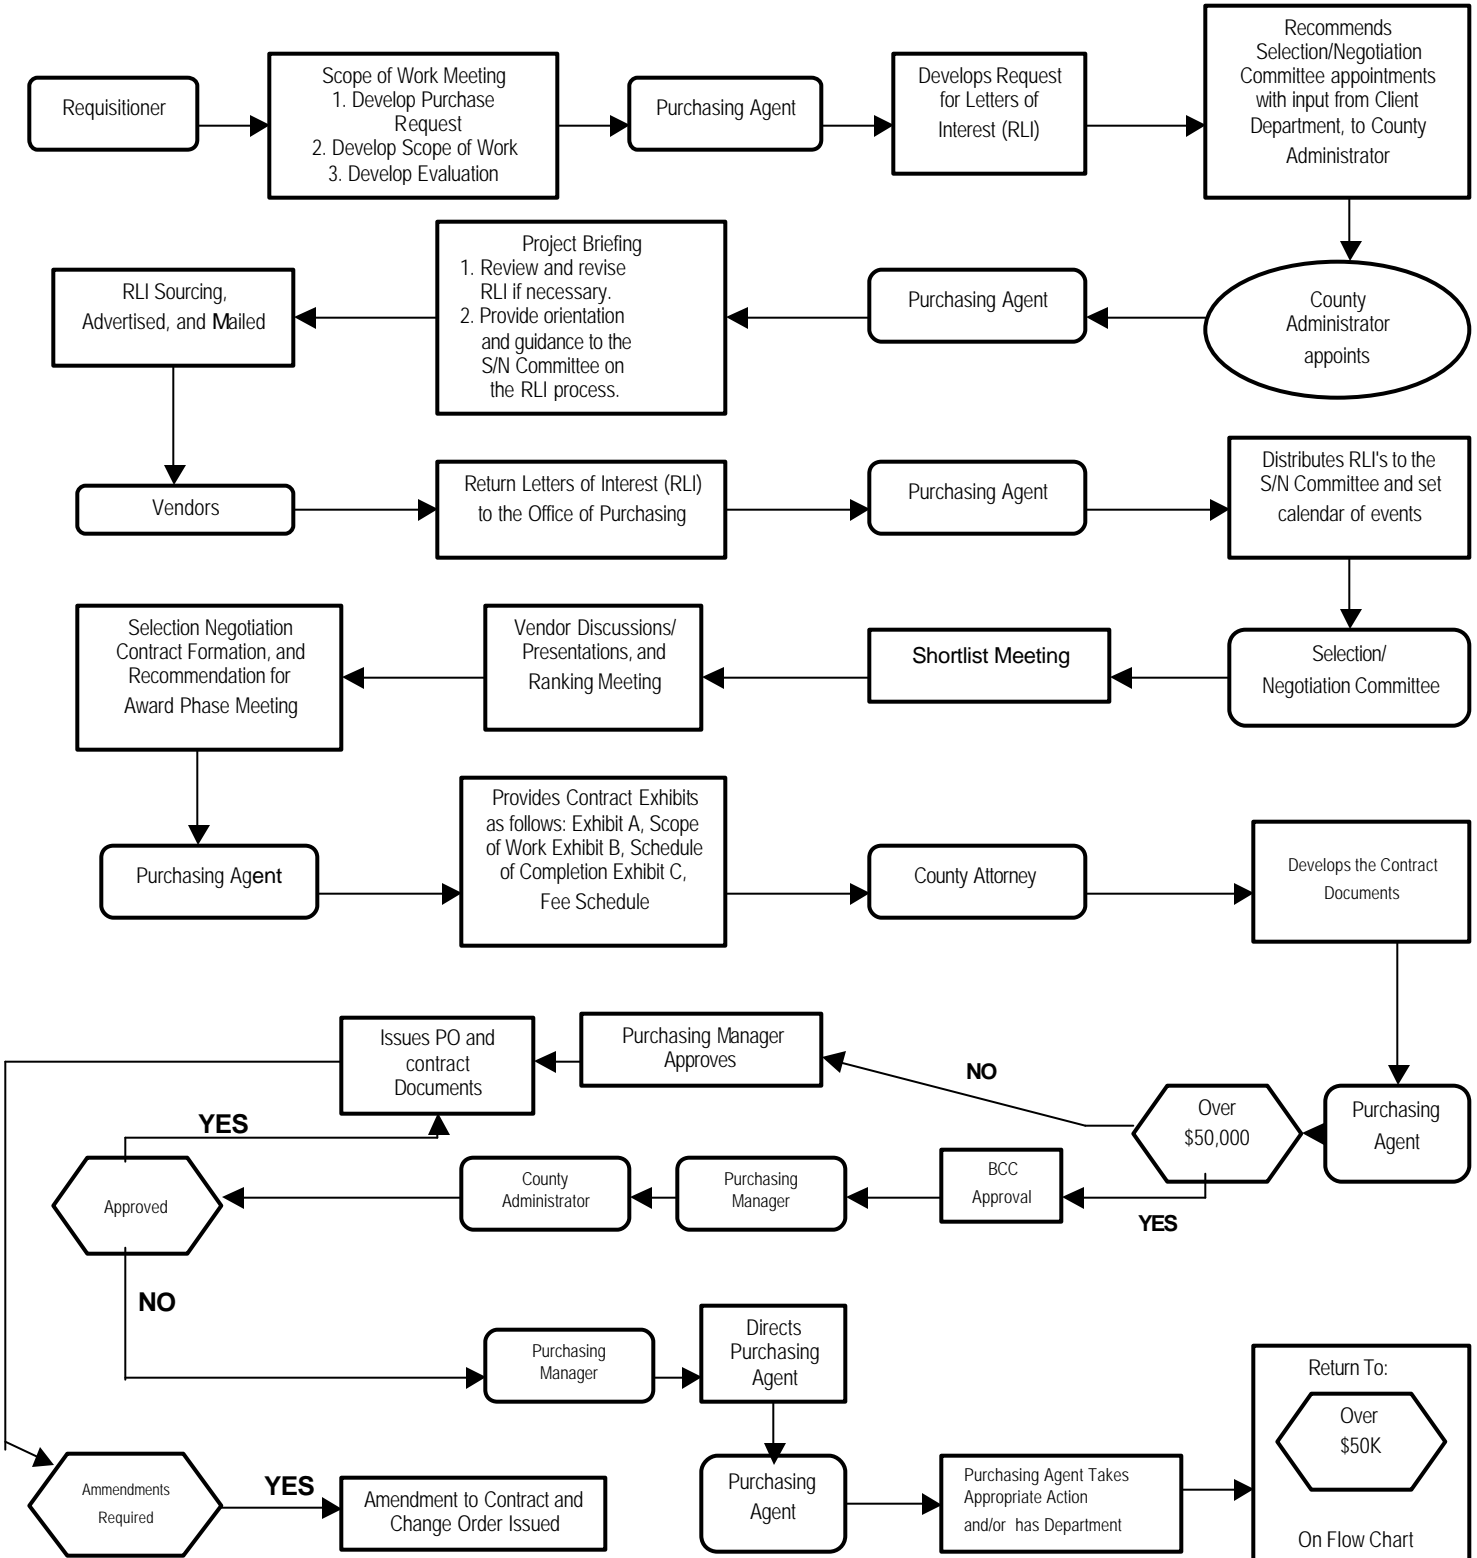 Requisitioner
Scope of Work Meeting
1. Develop Purchase
Request
2. Develop Scope of Work
3. Develop Evaluation
Purchasing Agent
Develops Request
for Letters of
Interest (RLI)
Recommends
Selection/Negotiation
Committee appointments
with input from Client
Department, to County
Administrator
County
Administrator
appoints
Purchasing Agent
Project Briefing
1. Review and revise
RLI if necessary.
2. Provide orientation
and guidance to the
S/N Committee on
the RLI process.
RLI Sourcing,
Advertised, and Mailed
Vendors
Return Letters of Interest (RLI)
to the Office of Purchasing
Purchasing Agent
Distributes RLI's to the
S/N Committee and set
calendar of events
Selection/
Negotiation Committee
Shortlist Meeting
Vendor Discussions/
Presentations, and
Ranking Meeting
Selection Negotiation
Contract Formation, and
Recommendation for
Award Phase Meeting
Purchasing Agent
Provides Contract Exhibits
as follows: Exhibit A, Scope
of Work Exhibit B, Schedule
of Completion Exhibit C,
Fee Schedule
County Attorney
Develops the Contract
Documents
Purchasing
Agent
Over
$50,000
NO
Purchasing Manager
Approves
Issues PO and
contract
Documents
YES
BCC
Approval
Purchasing
Manager
County
Administrator
Approved
YES
NO
Purchasing
Manager
Directs
Purchasing
Agent
Purchasing
Agent
Purchasing Agent Takes
Appropriate Action
and/or has Department
Return To:
Over
$50K
On Flow Chart
Ammendments
Required
YES
Amendment to Contract and
Change Order Issued